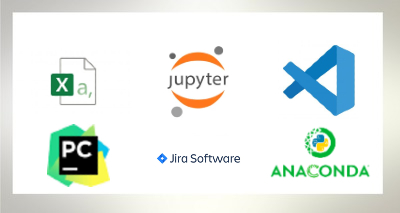 X a,
jupyter
PC
Jira Software
ANACONDA